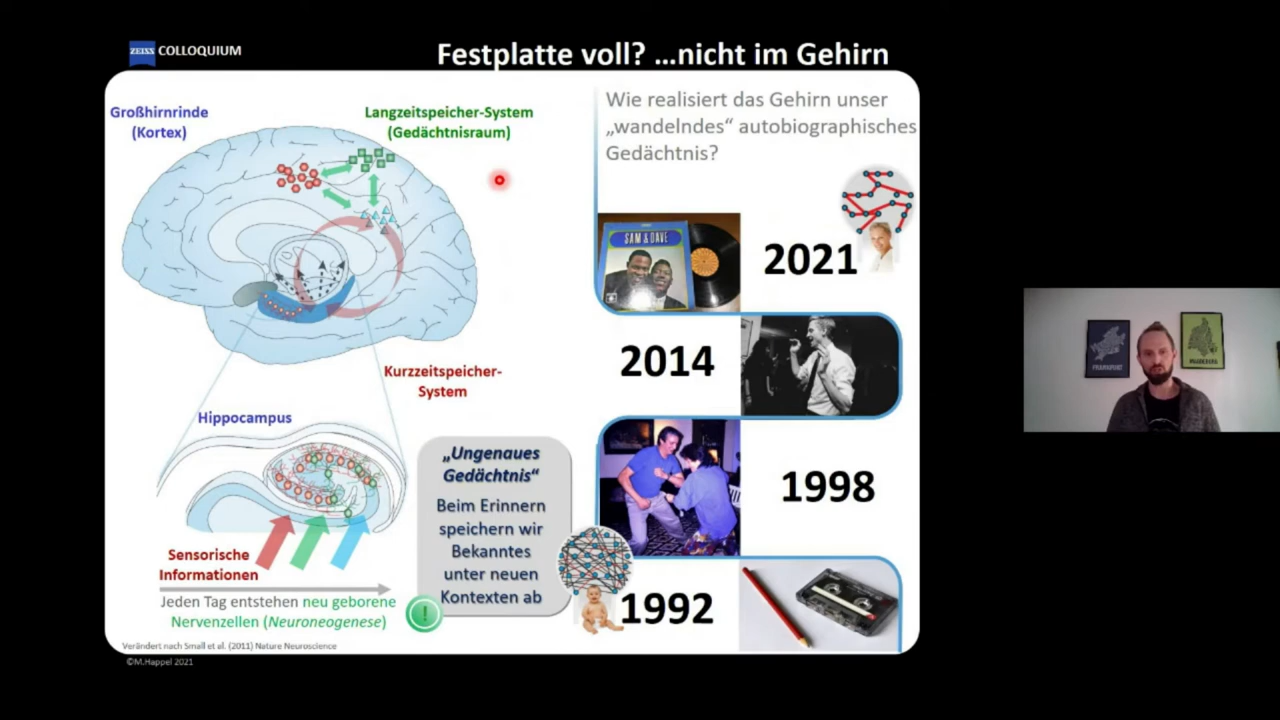 ZEISS COLLOQUIUM
Festplatte voll? ...nicht im Gehirn
Großhirnrinde
(Kortex)
Langzeitspeicher-System
(Gedächtnisraum)
Kurzzeitspeicher-
System
Hippocampus
Sensorische
Informationen
Jeden Tag entstehen neu geborene
Nervenzellen (Neuroneogenese)
„Ungenaues
Gedächtnis“
Beim Erinnern
speichern wir
Bekanntes
unter neuen
Kontexten ab
!
Wie realisiert das Gehirn unser
„wandelndes“ autobiographisches
Gedächtnis?
SAM & DAVE
2021
2014
1998
1992
Verändert nach Small et al. (2011) Nature Neuroscience
©M.Happel 2021
FRANKFURT